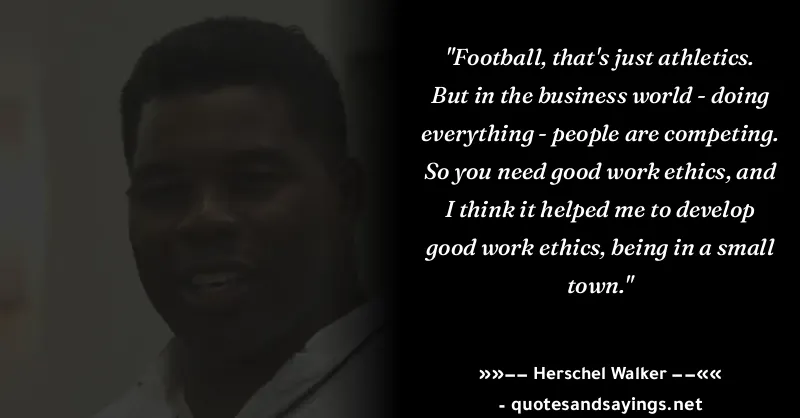 "Football, that's just athletics.
But in the business world - doing
everything - people are competing.
So you need good work ethics, and
I think it helped me to develop
good work ethics, being in a small
town."
»»−− Herschel Walker −−««
- quotesandsayings.net